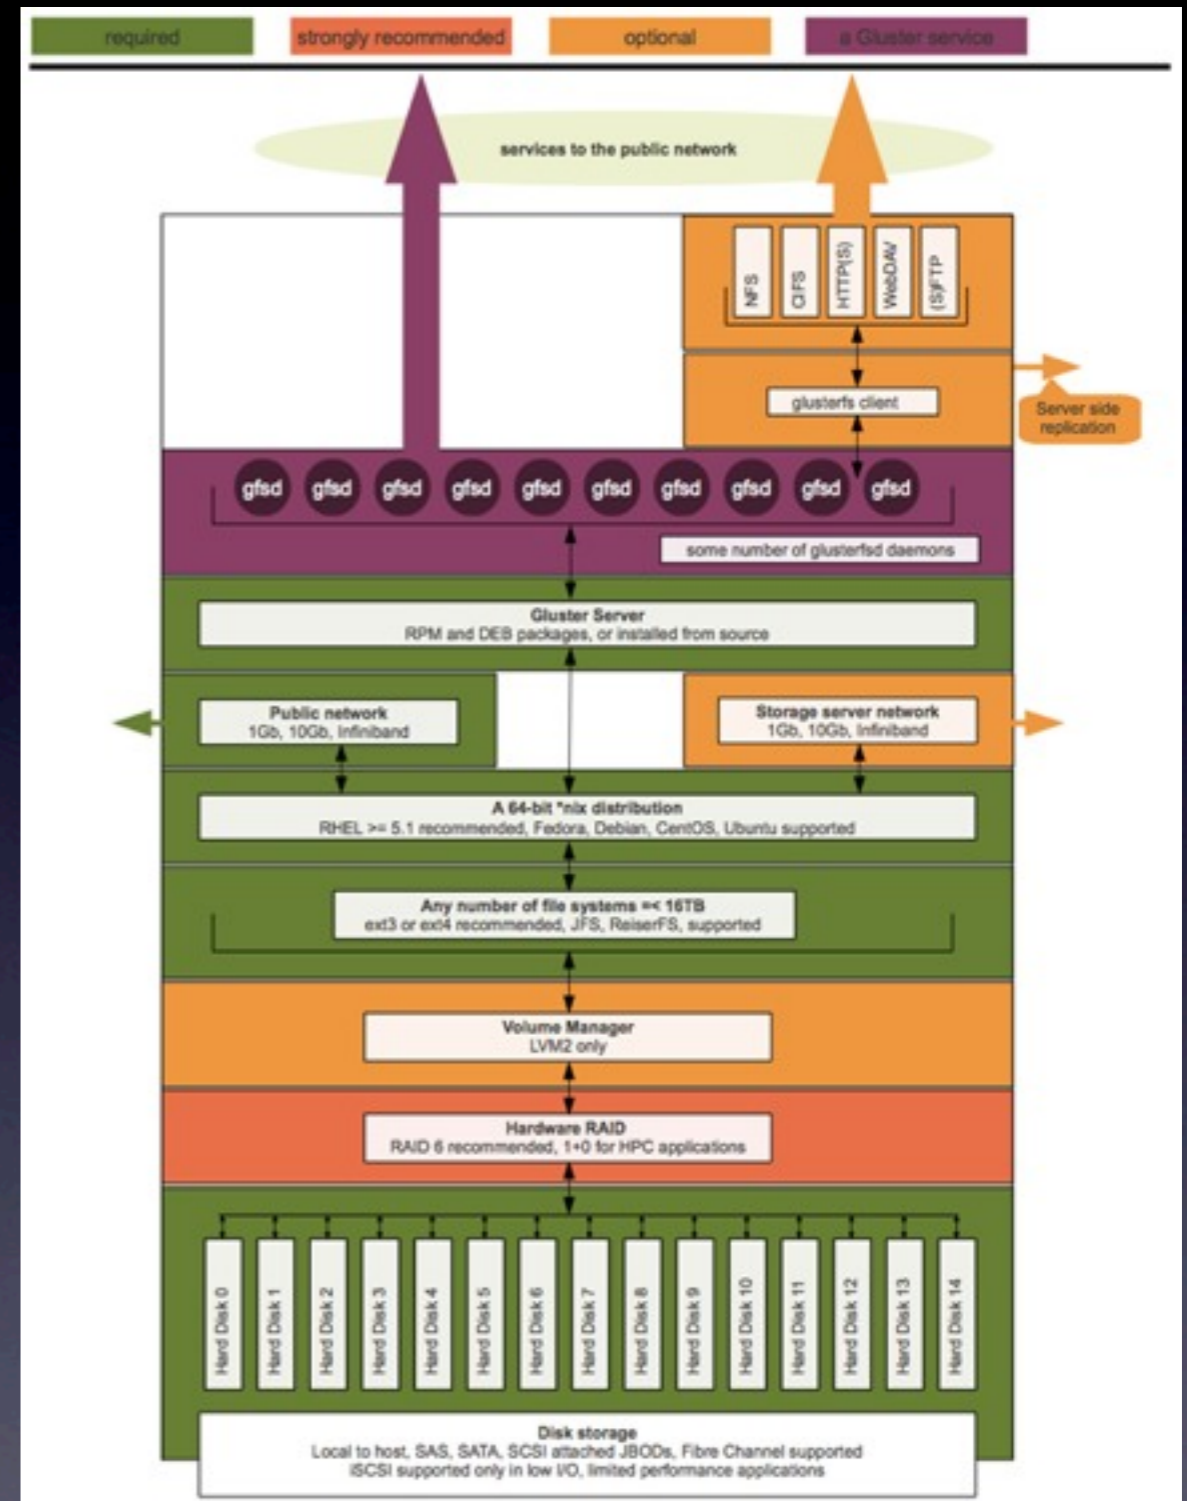 required
strongly recommended
optional
a Gluster service
services to the public network
NFS
CIFS
HTTP(S)
WebDAV
(S)FTP
glusterfs client
Server side
replication
gfsd
gfsd
gfsd
gfsd
gfsd
gfsd
gfsd
gfsd
gfsd
gfsd
some number of glusterfsd daemons
Gluster Server
RPM and DEB packages, or installed from source
Public network
1Gb, 10Gb, Infiniband
Storage server network
1Gb, 10Gb, Infiniband
A 64-bit *nix distribution
RHEL >= 5.1 recommended, Fedora, Debian, CentOS, Ubuntu supported
Any number of file systems =< 16TB
ext3 or ext4 recommended, JFS, ReiserFS, supported
Volume Manager
LVM2 only
Hardware RAID
RAID 6 recommended, 1+0 for HPC applications
Hard Disk 0
Hard Disk 1
Hard Disk 2
Hard Disk 3
Hard Disk 4
Hard Disk 5
Hard Disk 6
Hard Disk 7
Hard Disk 8
Hard Disk 9
Hard Disk 10
Hard Disk 11
Hard Disk 12
Hard Disk 13
Hard Disk 14
Disk storage
Local to host, SAS, SATA, SCSI attached JBODs, Fibre Channel supported
iSCSI supported only in low I/O, limited performance applications